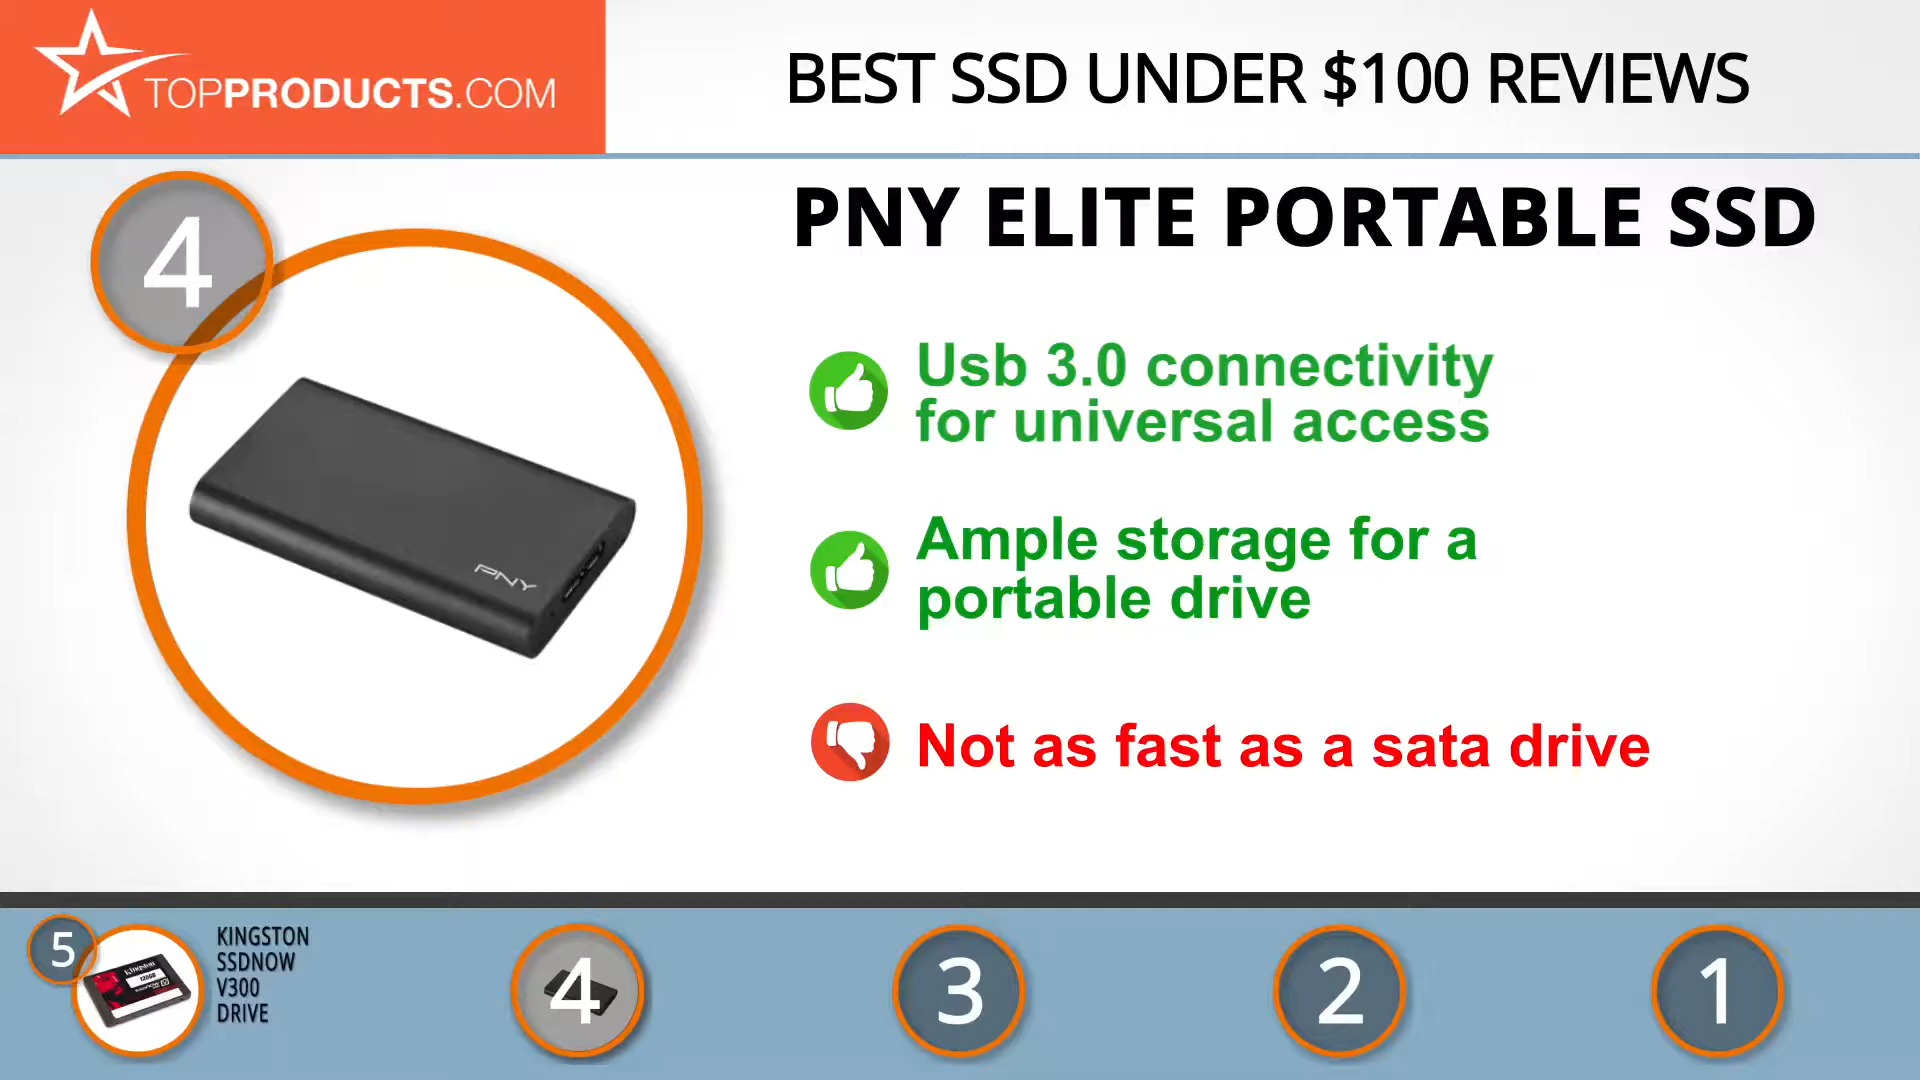 TOPPRODUCTS.COM
BEST SSD UNDER $100 REVIEWS
4
PNY ELITE PORTABLE SSD
Usb 3.0 connectivity
for universal access
Ample storage for a
portable drive
Not as fast as a sata drive
PNY
5
Kingston
120GB
KINGSTON
SSDNOW
V300
DRIVE
4
3
2
1